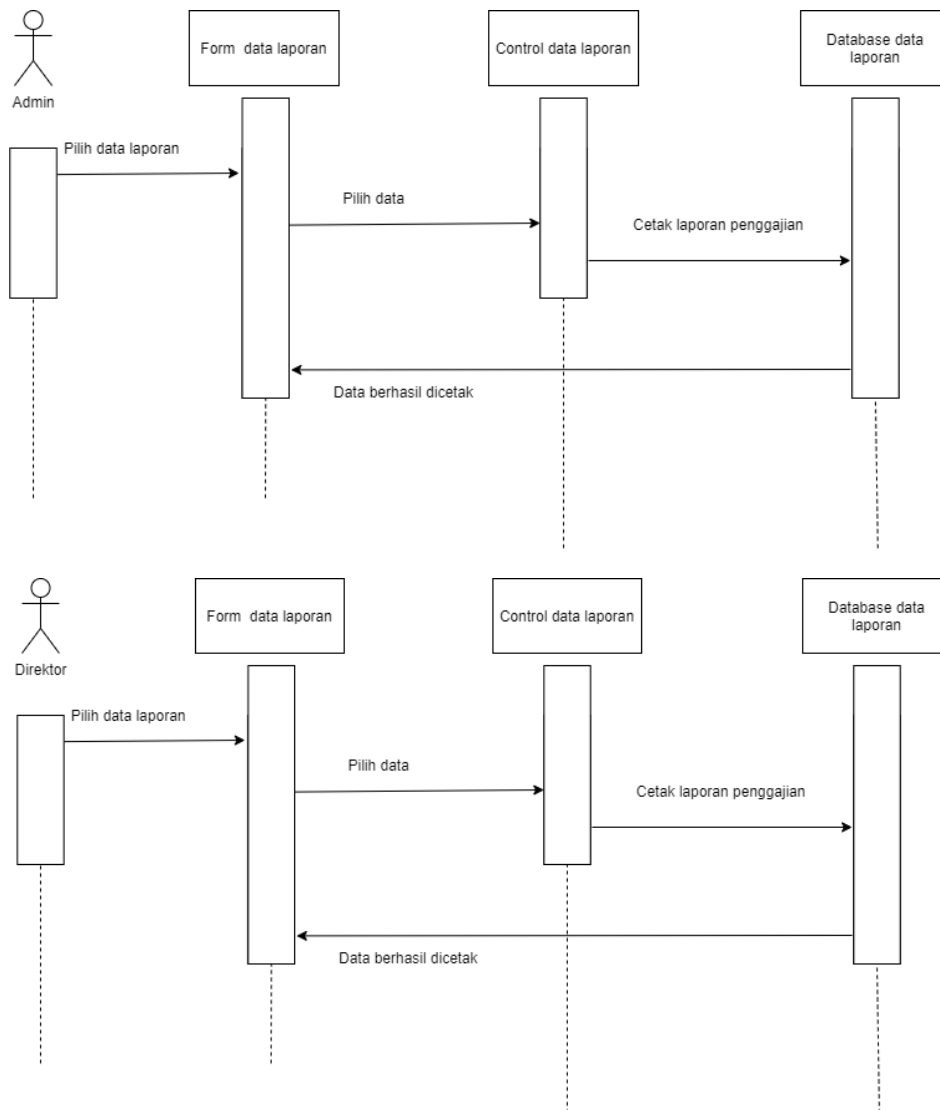 Admin
Form  data laporan
Control data laporan
Database data
laporan
Pilih data laporan
Pilih data
Cetak laporan penggajian
Data berhasil dicetak
Direktor
Form  data laporan
Control data laporan
Database data
laporan
Pilih data laporan
Pilih data
Cetak laporan penggajian
Data berhasil dicetak